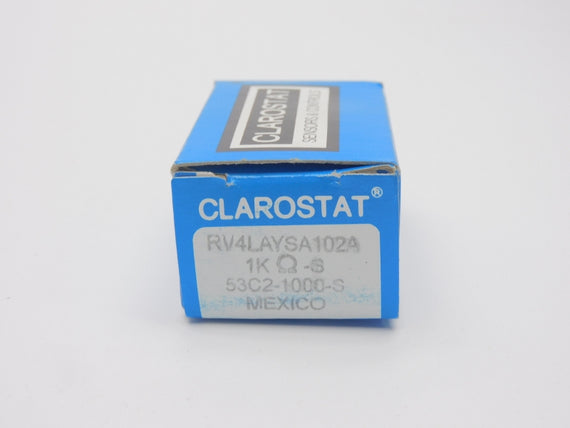 CLAROSTAT
SENSORS & CONTROLS
CLAROSTAT®
RV4LAYSA102A
1K Ω -S
53C2-1000-S
MEXICO